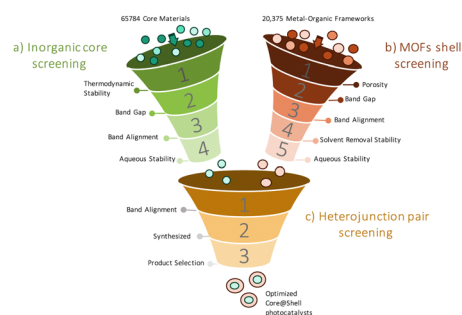 65784 Core Materials
20,375 Metal-Organic Frameworks
a) Inorganic core
screening
b) MOFs shell
screening
1
2
3
4
Thermodynamic
Stability
Band Gap
Band Alignment
Aqueous Stability
1
2
3
4
5
Porosity
Band Gap
Band Alignment
Solvent Removal Stability
Aqueous Stability
c) Heterojunction pair
screening
1
2
3
Band Alignment
Synthesized
Product Selection
Optimized
Core@Shell
photocatalysts